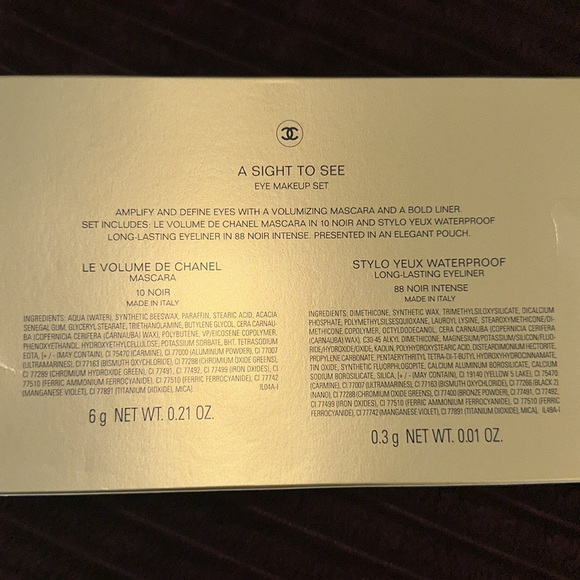 A SIGHT TO SEE
EYE MAKEUP SET
AMPLIFY AND DEFINE EYES WITH A VOLUMIZING MASCARA AND A BOLD LINER.
SET INCLUDES: LE VOLUME DE CHANEL MASCARA IN 10 NOIR AND STYLO YEUX WATERPROOF
LONG-LASTING EYELINER IN 88 NOIR INTENSE. PRESENTED IN AN ELEGANT POUCH.
LE VOLUME DE CHANEL
MASCARA
10 NOIR
MADE IN ITALY
INGREDIENTS: AQUA (WATER), SYNTHETIC BEESWAX, PARAFFIN, STEARIC ACID, ACACIA
SENEGAL GUM, GLYCERYL STEARATE, TRIETHANOLAMINE, BUTYLENE GLYCOL, CERA CARNAU-
BA (COPERNICIA CERIFERA (CARNAUBA) WAX), POLYBUTENE, VP/EICOSENE COPOLYMER,
PHENOXYETHANOL, HYDROXYETHYLCELLULOSE, POTASSIUM SORBATE, BHT, TETRASODIUM
EDTA, [+ / - (MAY CONTAIN), CI 75470 (CARMINE), CI 77000 (ALUMINUM POWDER), CI 77007
(ULTRAMARINES), CI 77163 (BISMUTH OXYCHLORIDE), CI 77288 (CHROMIUM OXIDE GREENS),
CI 77289 (CHROMIUM HYDROXIDE GREEN), CI 77491, CI 77492, CI 77499 (IRON OXIDES), CI
77510 (FERRIC AMMONIUM FERROCYANIDE), CI 77510 (FERRIC FERROCYANIDE), CI 77742
(MANGANESE VIOLET), CI 77891 (TITANIUM DIOXIDE), MICA]. IL04A-I
6 g NET WT. 0.21 OZ.
STYLO YEUX WATERPROOF
LONG-LASTING EYELINER
88 NOIR INTENSE
MADE IN ITALY
INGREDIENTS: DIMETHICONE, SYNTHETIC WAX, TRIMETHYLSILOXYSILICATE, DICALCIUM
PHOSPHATE, POLYMETHYLSILSESQUIOXANE, LAUROYL LYSINE, STEAROXYMETHICONE/DI-
METHICONE COPOLYMER, OCTYLDODECANOL, CERA CARNAUBA (COPERNICIA CERIFERA
(CARNAUBA) WAX), C30-45 ALKYL DIMETHICONE, MAGNESIUM/POTASSIUM/SILICON/FLUO-
RIDE/HYDROXIDE/OXIDE, KAOLIN, POLYHYDROXYSTEARIC ACID, DISTEARDIMONIUM HECTORITE,
PROPYLENE CARBONATE, PENTAERYTHRITYL TETRA-DI-T-BUTYL HYDROXYHYDROCINNAMATE,
TIN OXIDE, SYNTHETIC FLUORPHLOGOPITE, CALCIUM ALUMINUM BOROSILICATE, CALCIUM
SODIUM BOROSILICATE, SILICA, [+ / - (MAY CONTAIN), CI 19140 (YELLOW 5 LAKE), CI 75470
(CARMINE), CI 77007 (ULTRAMARINES), CI 77163 (BISMUTH OXYCHLORIDE), CI 77266 (BLACK 2)
(NANO), CI 77288 (CHROMIUM OXIDE GREENS), CI 77400 (BRONZE POWDER), CI 77491, CI 77492,
CI 77499 (IRON OXIDES), CI 77510 (FERRIC AMMONIUM FERROCYANIDE), CI 77510 (FERRIC
FERROCYANIDE), CI 77742 (MANGANESE VIOLET), CI 77891 (TITANIUM DIOXIDE), MICA].
0.3 g NET WT. 0.01 OZ.